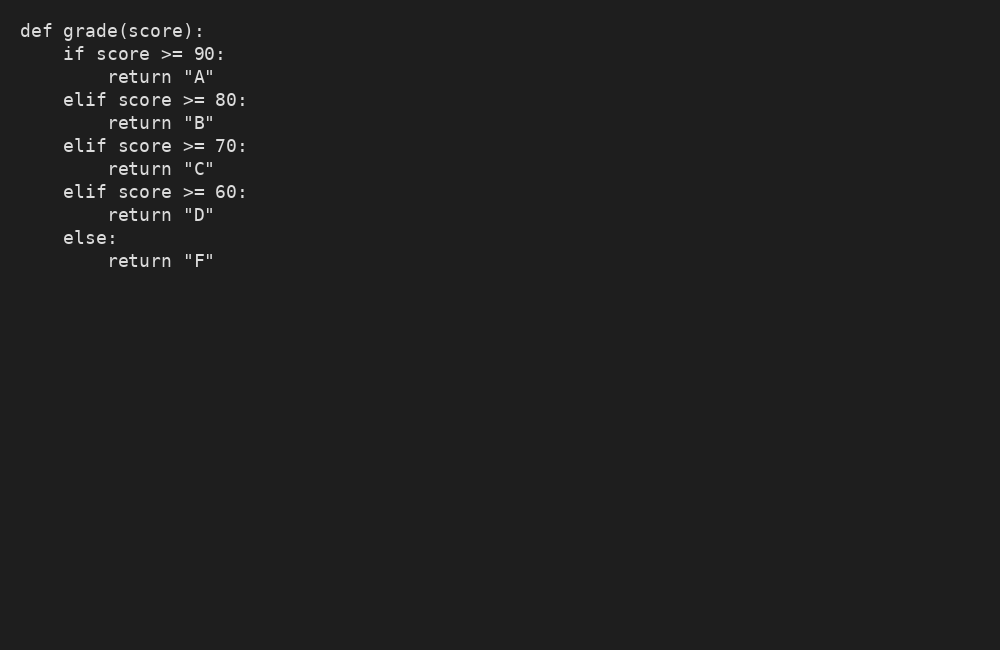 def grade(score):
    if score >= 90:
        return "A"
    elif score >= 80:
        return "B"
    elif score >= 70:
        return "C"
    elif score >= 60:
        return "D"
    else:
        return "F"